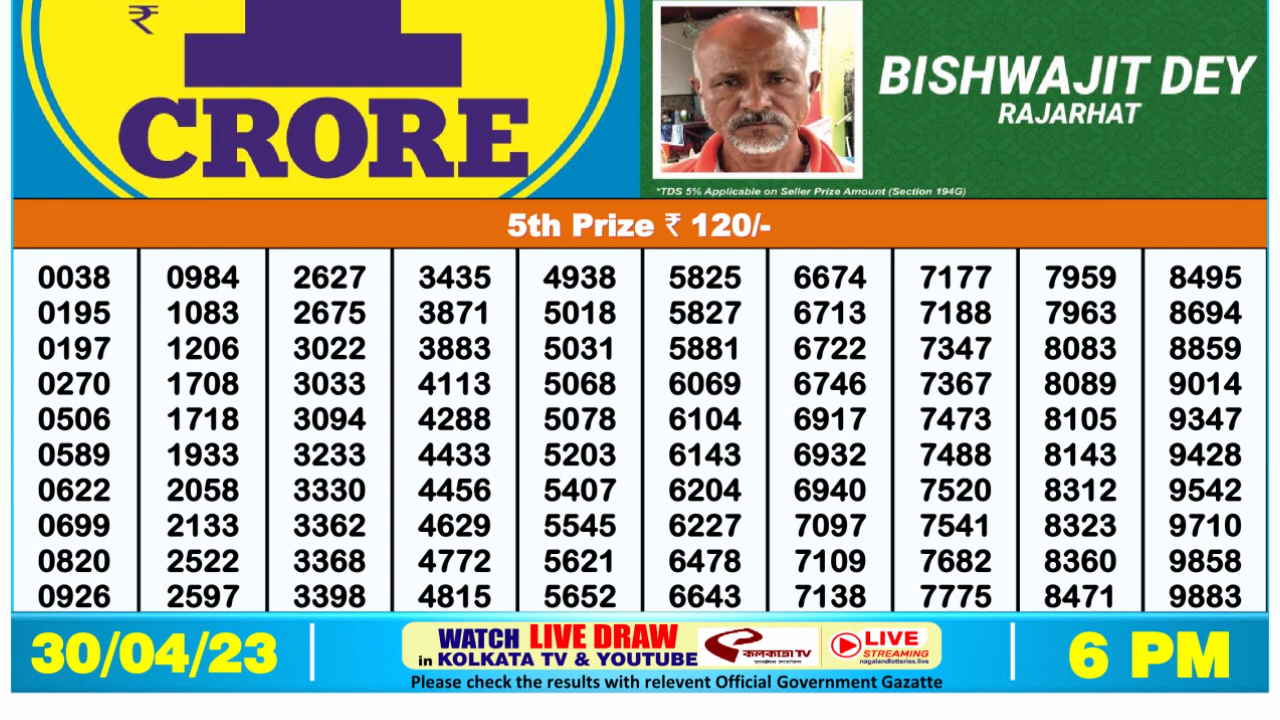 ₹
CRORE
BISHWAJIT DEY
RAJARHAT
*TDS 5% Applicable on Seller Prize Amount (Section 194G)
5th Prize ₹ 120/-
0038 0984 2627 3435 4938 5825 6674 7177 7959 8495
0195 1083 2675 3871 5018 5827 6713 7188 7963 8694
0197 1206 3022 3883 5031 5881 6722 7347 8083 8859
0270 1708 3033 4113 5068 6069 6746 7367 8089 9014
0506 1718 3094 4288 5078 6104 6917 7473 8105 9347
0589 1933 3233 4433 5203 6143 6932 7488 8143 9428
0622 2058 3330 4456 5407 6204 6940 7520 8312 9542
0699 2133 3362 4629 5545 6227 7097 7541 8323 9710
0820 2522 3368 4772 5621 6478 7109 7682 8360 9858
0926 2597 3398 4815 5652 6643 7138 7775 8471 9883
30/04/23
WATCH LIVE DRAW
in KOLKATA TV & YOUTUBE
কলকাতা TV
LIVE
STREAMING
nagalandlotteries.live
Please check the results with relevent Official Government Gazatte
6 PM